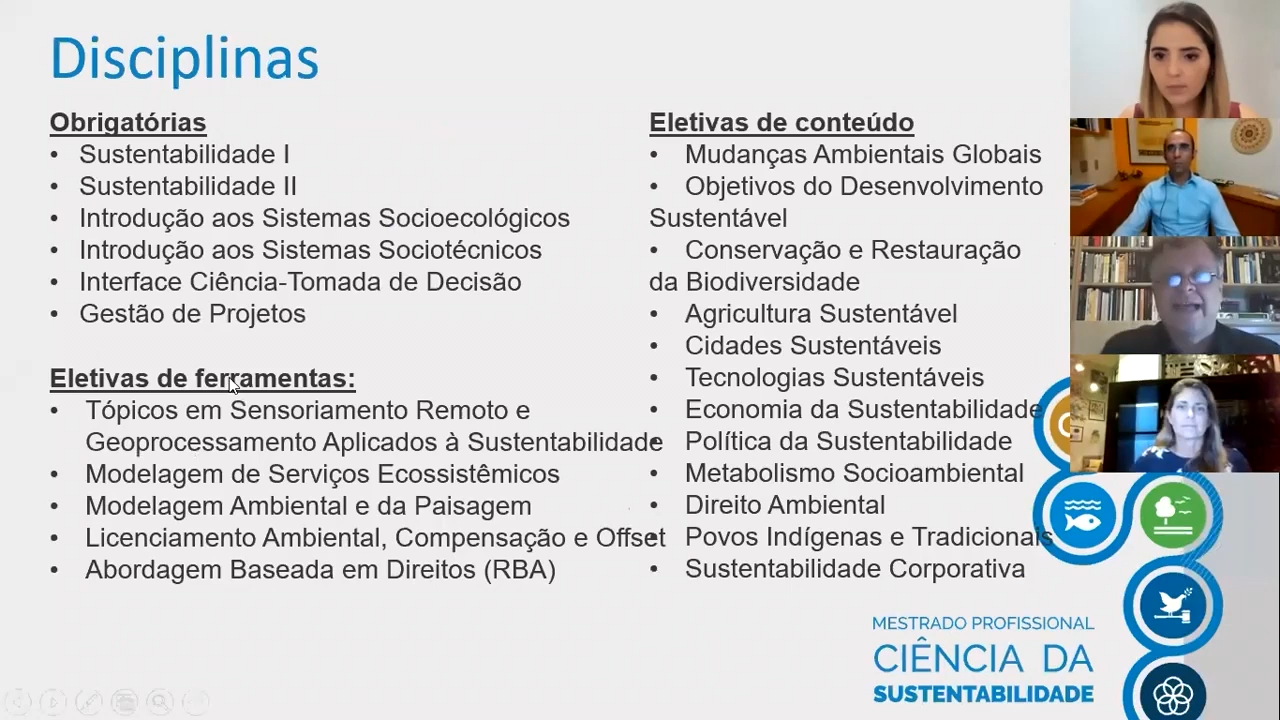 Disciplinas
Obrigatórias
• Sustentabilidade I
• Sustentabilidade II
• Introdução aos Sistemas Socioecológicos
• Introdução aos Sistemas Sociotécnicos
• Interface Ciência-Tomada de Decisão
• Gestão de Projetos
Eletivas de ferramentas:
• Tópicos em Sensoriamento Remoto e
Geoprocessamento Aplicados à Sustentabilidade
• Modelagem de Serviços Ecossistêmicos
• Modelagem Ambiental e da Paisagem
• Licenciamento Ambiental, Compensação e Offset
• Abordagem Baseada em Direitos (RBA)
Eletivas de conteúdo
• Mudanças Ambientais Globais
• Objetivos do Desenvolvimento
Sustentável
• Conservação e Restauração
da Biodiversidade
• Agricultura Sustentável
• Cidades Sustentáveis
• Tecnologias Sustentáveis
• Economia da Sustentabilidade
• Política da Sustentabilidade
• Metabolismo Socioambiental
• Direito Ambiental
• Povos Indígenas e Tradicionais
• Sustentabilidade Corporativa
MESTRADO PROFISSIONAL
CIÊNCIA DA
SUSTENTABILIDADE